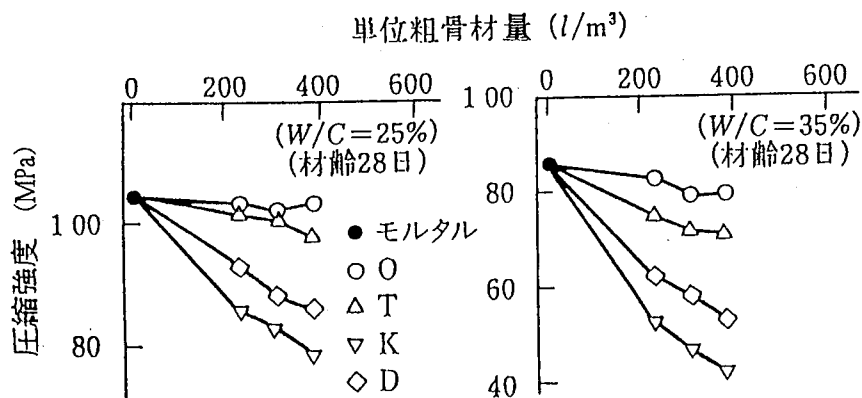 単位粗骨材量 (l/m³)
0 200 400 600
0 200 400 600
(W/C=25%)
(材齢28日)
(W/C=35%)
(材齢28日)
圧縮強度 (MPa)
100
80
100
80
60
40
● モルタル
○ O
△ T
▽ K
◇ D